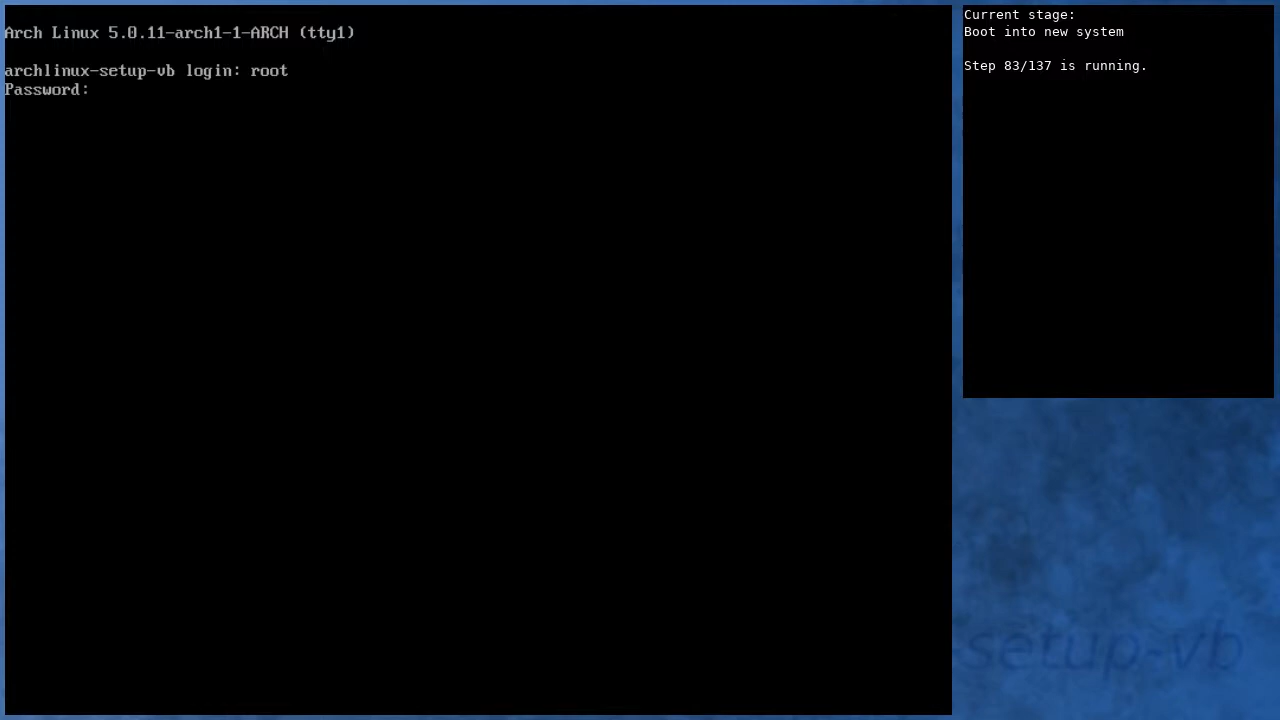 Arch Linux 5.0.11-arch1-1-ARCH (tty1)
archlinux-setup-vb login: root
Password:
Current stage:
Boot into new system
Step 83/137 is running.
-setup-vb